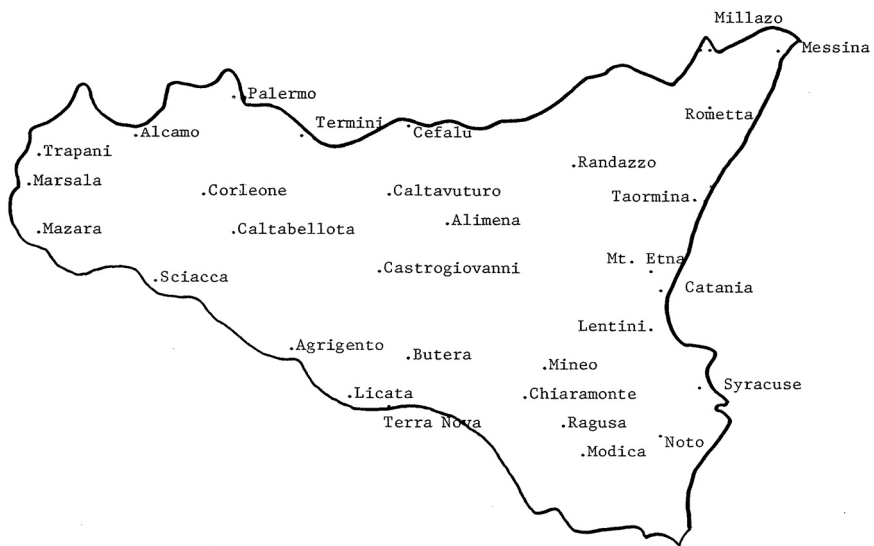 Millazo
Messina
Palermo
Rometta
Termini
Cefalu
Alcamo
Trapani
Randazzo
Marsala
Corleone
Caltavuturo
Taormina
Alimena
Mazara
Caltabellota
Mt. Etna
Castrogiovanni
Sciacca
Catania
Lentini
Agrigento
Butera
Mineo
Syracuse
Licata
Chiaramonte
Terra Nova
Ragusa
Noto
Modica